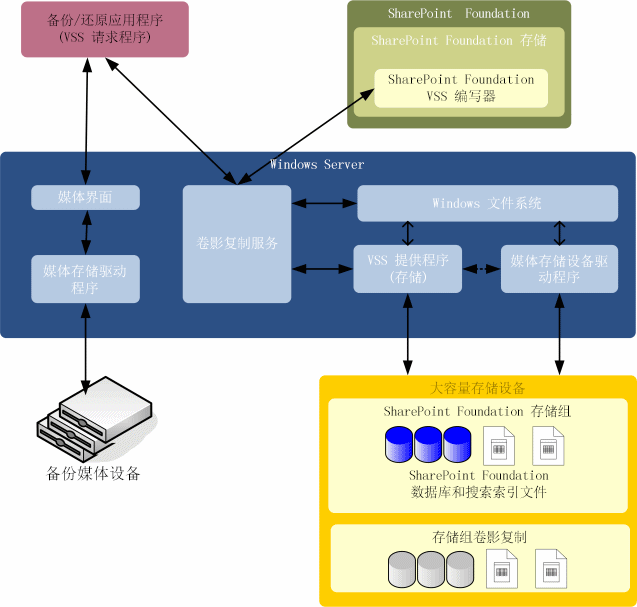 备份/还原应用程序
(VSS 请求程序)
SharePoint Foundation
SharePoint Foundation 存储
SharePoint Foundation
VSS 编写器
Windows Server
媒体界面
卷影复制服务
Windows 文件系统
媒体存储驱动
程序
VSS 提供程序
(存储)
媒体存储设备驱
动程序
备份媒体设备
大容量存储设备
SharePoint Foundation 存储组
SharePoint Foundation
数据库和搜索索引文件
存储组卷影复制